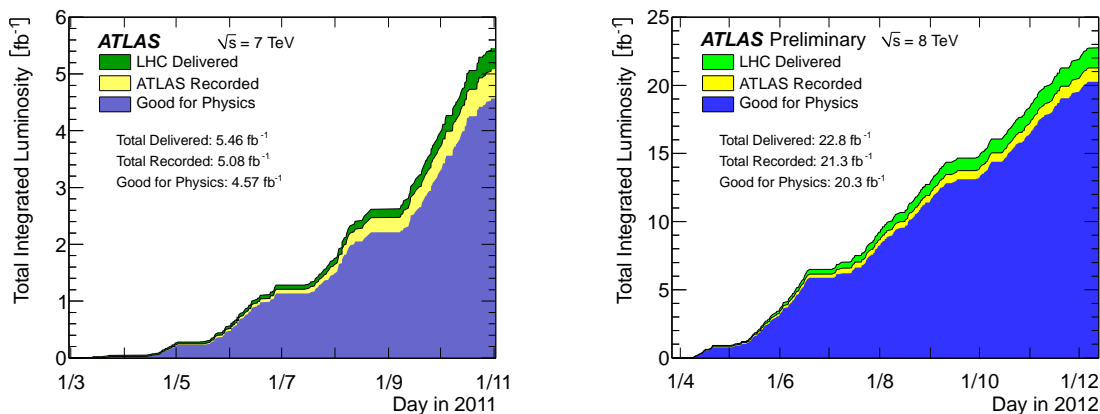 Total Integrated Luminosity [fb⁻¹]
6
5
4
3
2
1
0
ATLAS √s = 7 TeV
LHC Delivered
ATLAS Recorded
Good for Physics
Total Delivered: 5.46 fb⁻¹
Total Recorded: 5.08 fb⁻¹
Good for Physics: 4.57 fb⁻¹
1/3 1/5 1/7 1/9 1/11
Day in 2011
Total Integrated Luminosity [fb⁻¹]
25
20
15
10
5
0
ATLAS Preliminary √s = 8 TeV
LHC Delivered
ATLAS Recorded
Good for Physics
Total Delivered: 22.8 fb⁻¹
Total Recorded: 21.3 fb⁻¹
Good for Physics: 20.3 fb⁻¹
1/4 1/6 1/8 1/10 1/12
Day in 2012